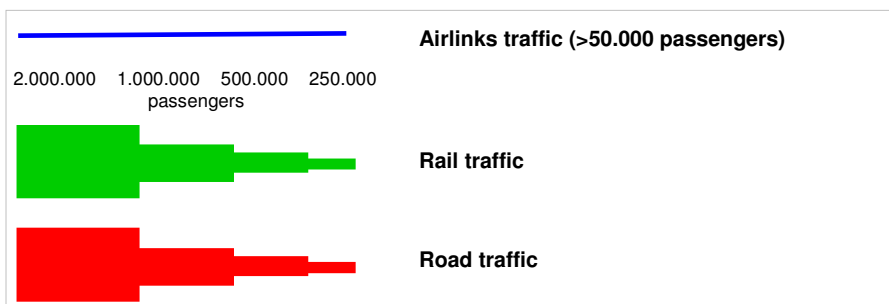 Airlinks traffic (>50.000 passengers)
2.000.000 1.000.000 500.000 250.000
passengers
Rail traffic
Road traffic